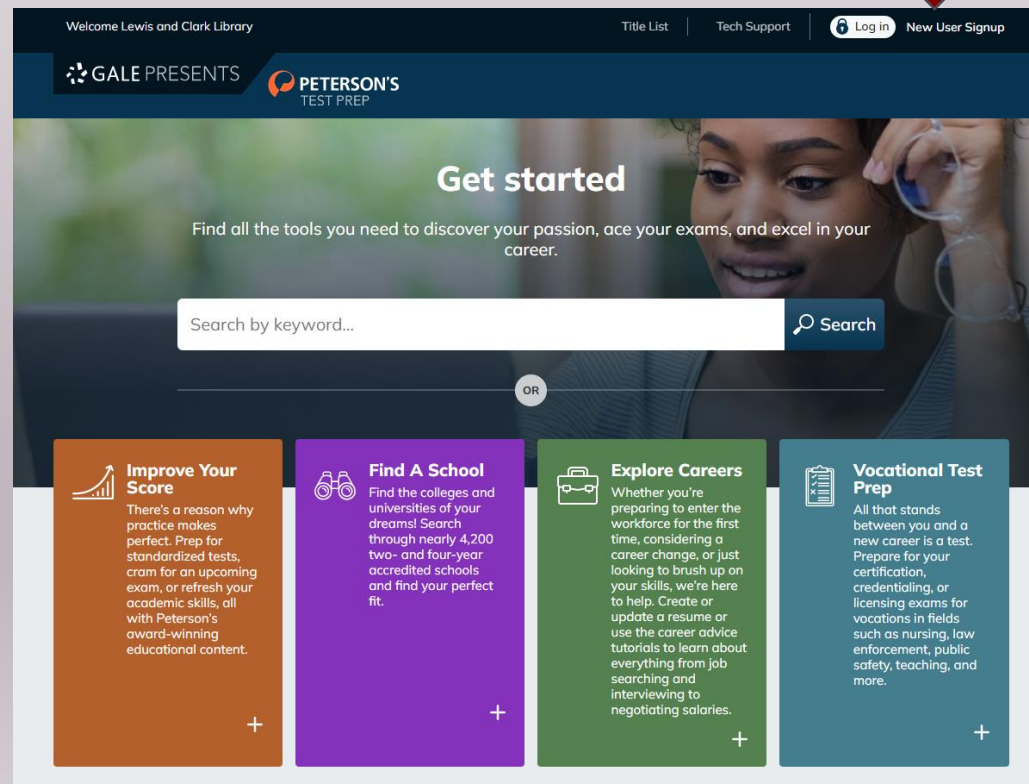 Welcome Lewis and Clark Library
Title List
Tech Support
Log in
New User Signup
GALE PRESENTS
PETERSON'S
TEST PREP
Get started
Find all the tools you need to discover your passion, ace your exams, and excel in your
career.
Search by keyword...
Search
OR
Improve Your
Score
There's a reason why
practice makes
perfect. Prep for
standardized tests,
cram for an upcoming
exam, or refresh your
academic skills, all
with Peterson's
award-winning
educational content.
+
Find A School
Find the colleges and
universities of your
dreams! Search
through nearly 4,200
two- and four-year
accredited schools
and find your perfect
fit.
+
Explore Careers
Whether you're
preparing to enter the
workforce for the first
time, considering a
career change, or just
looking to brush up on
your skills, we're here
to help. Create or
update a resume or
use the career advice
tutorials to learn about
everything from job
searching and
interviewing to
negotiating salaries.
+
Vocational Test
Prep
All that stands
between you and a
new career is a test.
Prepare for your
certification,
credentialing, or
licensing exams for
vocations in fields
such as nursing, law
enforcement, public
safety, teaching, and
more.
+